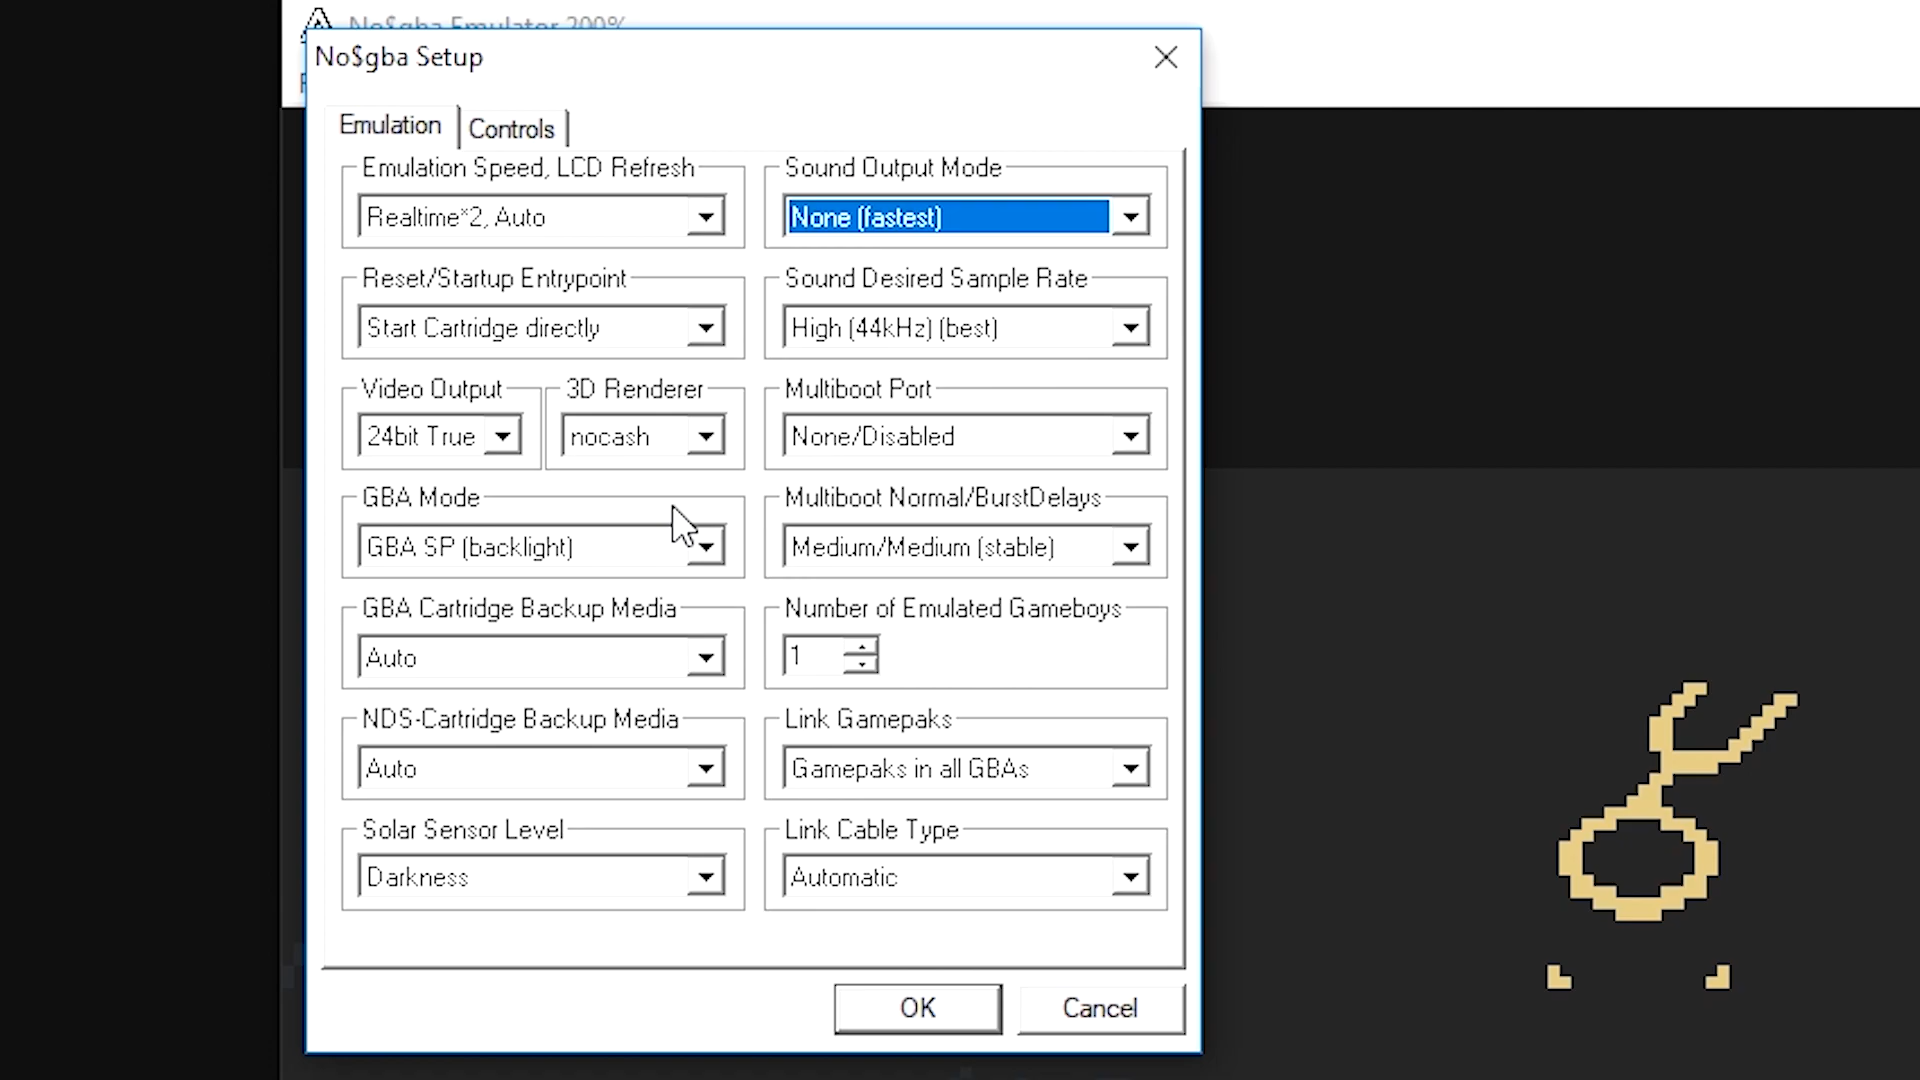 No$gba Emulator 200%
No$gba Setup
Emulation
Controls
Emulation Speed, LCD Refresh
Realtime*2, Auto
Reset/Startup Entrypoint
Start Cartridge directly
Video Output
24bit True
3D Renderer
nocash
GBA Mode
GBA SP (backlight)
GBA Cartridge Backup Media
Auto
NDS-Cartridge Backup Media
Auto
Solar Sensor Level
Darkness
Sound Output Mode
None (fastest)
Sound Desired Sample Rate
High (44kHz) (best)
Multiboot Port
None/Disabled
Multiboot Normal/BurstDelays
Medium/Medium (stable)
Number of Emulated Gameboys
1
Link Gamepaks
Gamepaks in all GBAs
Link Cable Type
Automatic
OK
Cancel